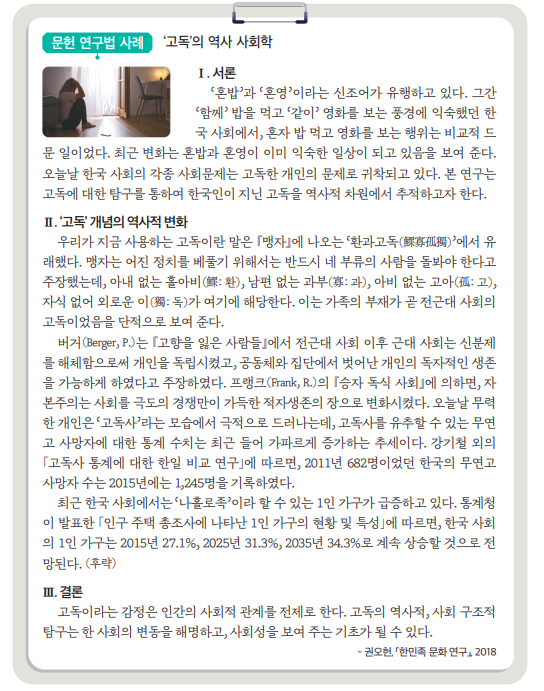 문헌 연구법 사례 '고독'의 역사 사회학
Ⅰ. 서론
'혼밥'과 '혼영'이라는 신조어가 유행하고 있다. 그간
'함께' 밥을 먹고 '같이' 영화를 보는 풍경에 익숙했던 한
국 사회에서, 혼자 밥 먹고 영화를 보는 행위는 비교적 드
문 일이었다. 최근 변화는 혼밥과 혼영이 이미 익숙한 일상이 되고 있음을 보여 준다.
오늘날 한국 사회의 각종 사회문제는 고독한 개인의 문제로 귀착되고 있다. 본 연구는
고독에 대한 탐구를 통하여 한국인이 지닌 고독을 역사적 차원에서 추적하고자 한다.
Ⅱ. '고독' 개념의 역사적 변화
우리가 지금 사용하는 고독이란 말은 『맹자』에 나오는 '환과고독(鰥寡孤獨)'에서 유
래했다. 맹자는 어진 정치를 베풀기 위해서는 반드시 네 부류의 사람을 돌봐야 한다고
주장했는데, 아내 없는 홀아비(鰥: 환), 남편 없는 과부(寡: 과), 아비 없는 고아(孤: 고),
자식 없어 외로운 이(獨: 독)가 여기에 해당한다. 이는 가족의 부재가 곧 전근대 사회의
고독이었음을 단적으로 보여 준다.
버거(Berger, P.)는 『고향을 잃은 사람들』에서 전근대 사회 이후 근대 사회는 신분제
를 해체함으로써 개인을 독립시켰고, 공동체와 집단에서 벗어난 개인의 독자적인 생존
을 가능하게 하였다고 주장하였다. 프랭크(Frank, R.)의 『승자 독식 사회』에 의하면, 자
본주의는 사회를 극도의 경쟁만이 가득한 적자생존의 장으로 변화시켰다. 오늘날 무력
한 개인은 '고독사'라는 모습에서 극적으로 드러나는데, 고독사를 유추할 수 있는 무연
고 사망자에 대한 통계 수치는 최근 들어 가파르게 증가하는 추세이다. 강기철 외의
「고독사 통계에 대한 한일 비교 연구」에 따르면, 2011년 682명이었던 한국의 무연고
사망자 수는 2015년에는 1,245명을 기록하였다.
최근 한국 사회에서는 '나홀로족'이라 할 수 있는 1인 가구가 급증하고 있다. 통계청
이 발표한 「인구 주택 총조사에 나타난 1인 가구의 현황 및 특성」에 따르면, 한국 사회
의 1인 가구는 2015년 27.1%, 2025년 31.3%, 2035년 34.3%로 계속 상승할 것으로 전
망된다. (후략)
Ⅲ. 결론
고독이라는 감정은 인간의 사회적 관계를 전제로 한다. 고독의 역사적, 사회 구조적
탐구는 한 사회의 변동을 해명하고, 사회성을 보여 주는 기초가 될 수 있다.
- 권오헌, 『한민족 문화 연구』, 2018